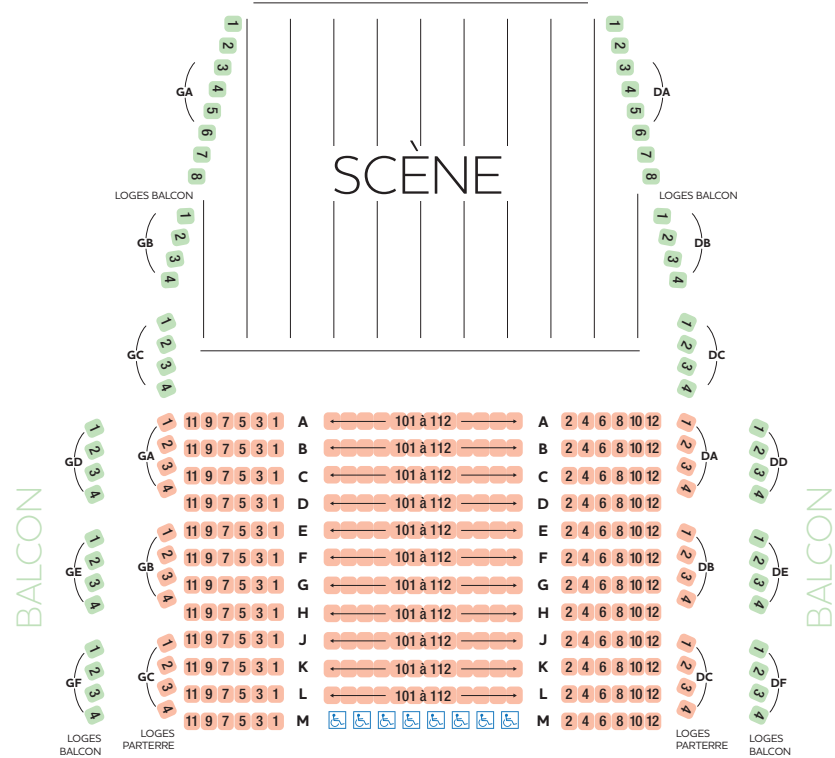 SCÈNE
1 1
2 2
3 3
GA 4 4 DA
5 5
6 6
7 7
8 8
LOGES BALCON LOGES BALCON
1 1
GB 2 2 DB
3 3
4 4
1 1
GC 2 2 DC
3 3
4 4
1 11 9 7 5 3 1 A 101 à 112 A 2 4 6 8 10 12 1
GD 1 2 3 4 GA 2 3 4 DA 2 3 4 DD 1 2 3 4
11 9 7 5 3 1 B 101 à 112 B 2 4 6 8 10 12
11 9 7 5 3 1 C 101 à 112 C 2 4 6 8 10 12
11 9 7 5 3 1 D 101 à 112 D 2 4 6 8 10 12
BALCON BALCON
GE 1 2 3 4 GB 1 2 3 4 DB 1 2 3 4 DE 1 2 3 4
11 9 7 5 3 1 E 101 à 112 E 2 4 6 8 10 12
11 9 7 5 3 1 F 101 à 112 F 2 4 6 8 10 12
11 9 7 5 3 1 G 101 à 112 G 2 4 6 8 10 12
11 9 7 5 3 1 H 101 à 112 H 2 4 6 8 10 12
GF 1 2 3 4 GC 1 2 3 4 DC 1 2 3 4 DF 1 2 3 4
11 9 7 5 3 1 J 101 à 112 J 2 4 6 8 10 12
11 9 7 5 3 1 K 101 à 112 K 2 4 6 8 10 12
11 9 7 5 3 1 L 101 à 112 L 2 4 6 8 10 12
11 9 7 5 3 1 M M 2 4 6 8 10 12
LOGES LOGES LOGES LOGES
BALCON PARTERRE PARTERRE BALCON